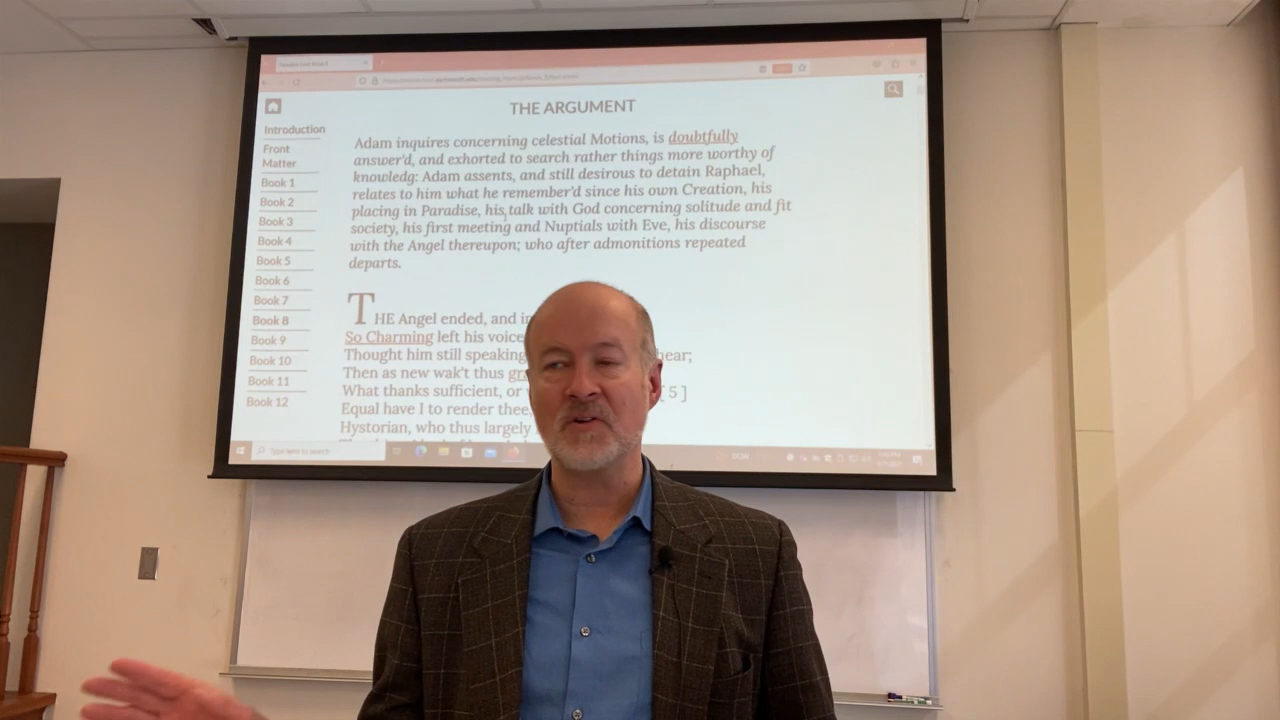 THE ARGUMENT
Adam inquires concerning celestial Motions, is doubtfully
answer'd, and exhorted to search rather things more worthy of
knowledg: Adam assents, and still desirous to detain Raphael,
relates to him what he remember'd since his own Creation, his
placing in Paradise, his talk with God concerning solitude and fit
society, his first meeting and Nuptials with Eve, his discourse
with the Angel thereupon; who after admonitions repeated
departs.
Introduction
Front
Matter
Book 1
Book 2
Book 3
Book 4
Book 5
Book 6
Book 7
Book 8
Book 9
Book 10
Book 11
Book 12
THE Angel ended, and in
So Charming left his voice
Thought him still speaking hear;
Then as new wak't thus
What thanks sufficient, or [ 5 ]
Equal have I to render thee,
Hystorian, who thus largely
Type here to search